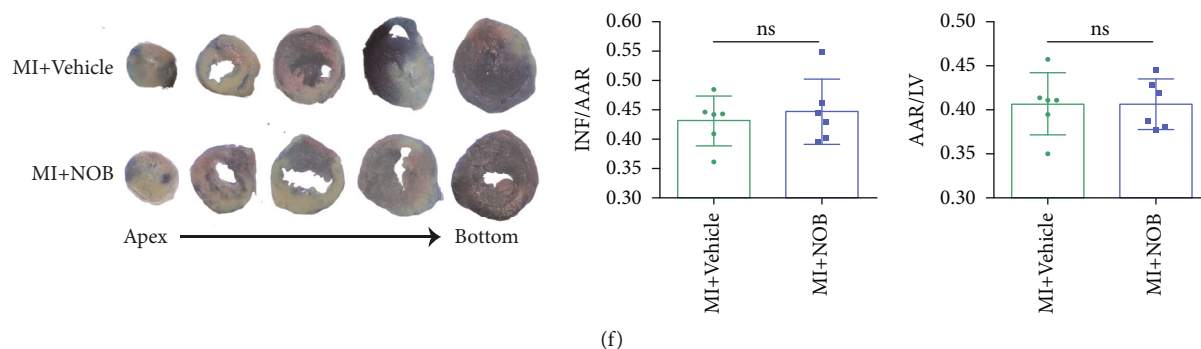 MI+Vehicle
MI+NOB
Apex
Bottom
INF/AAR
0.60
0.55
0.50
0.45
0.40
0.35
0.30
ns
MI+Vehicle
MI+NOB
AAR/LV
0.50
0.45
0.40
0.35
0.30
ns
MI+Vehicle
MI+NOB
(f)